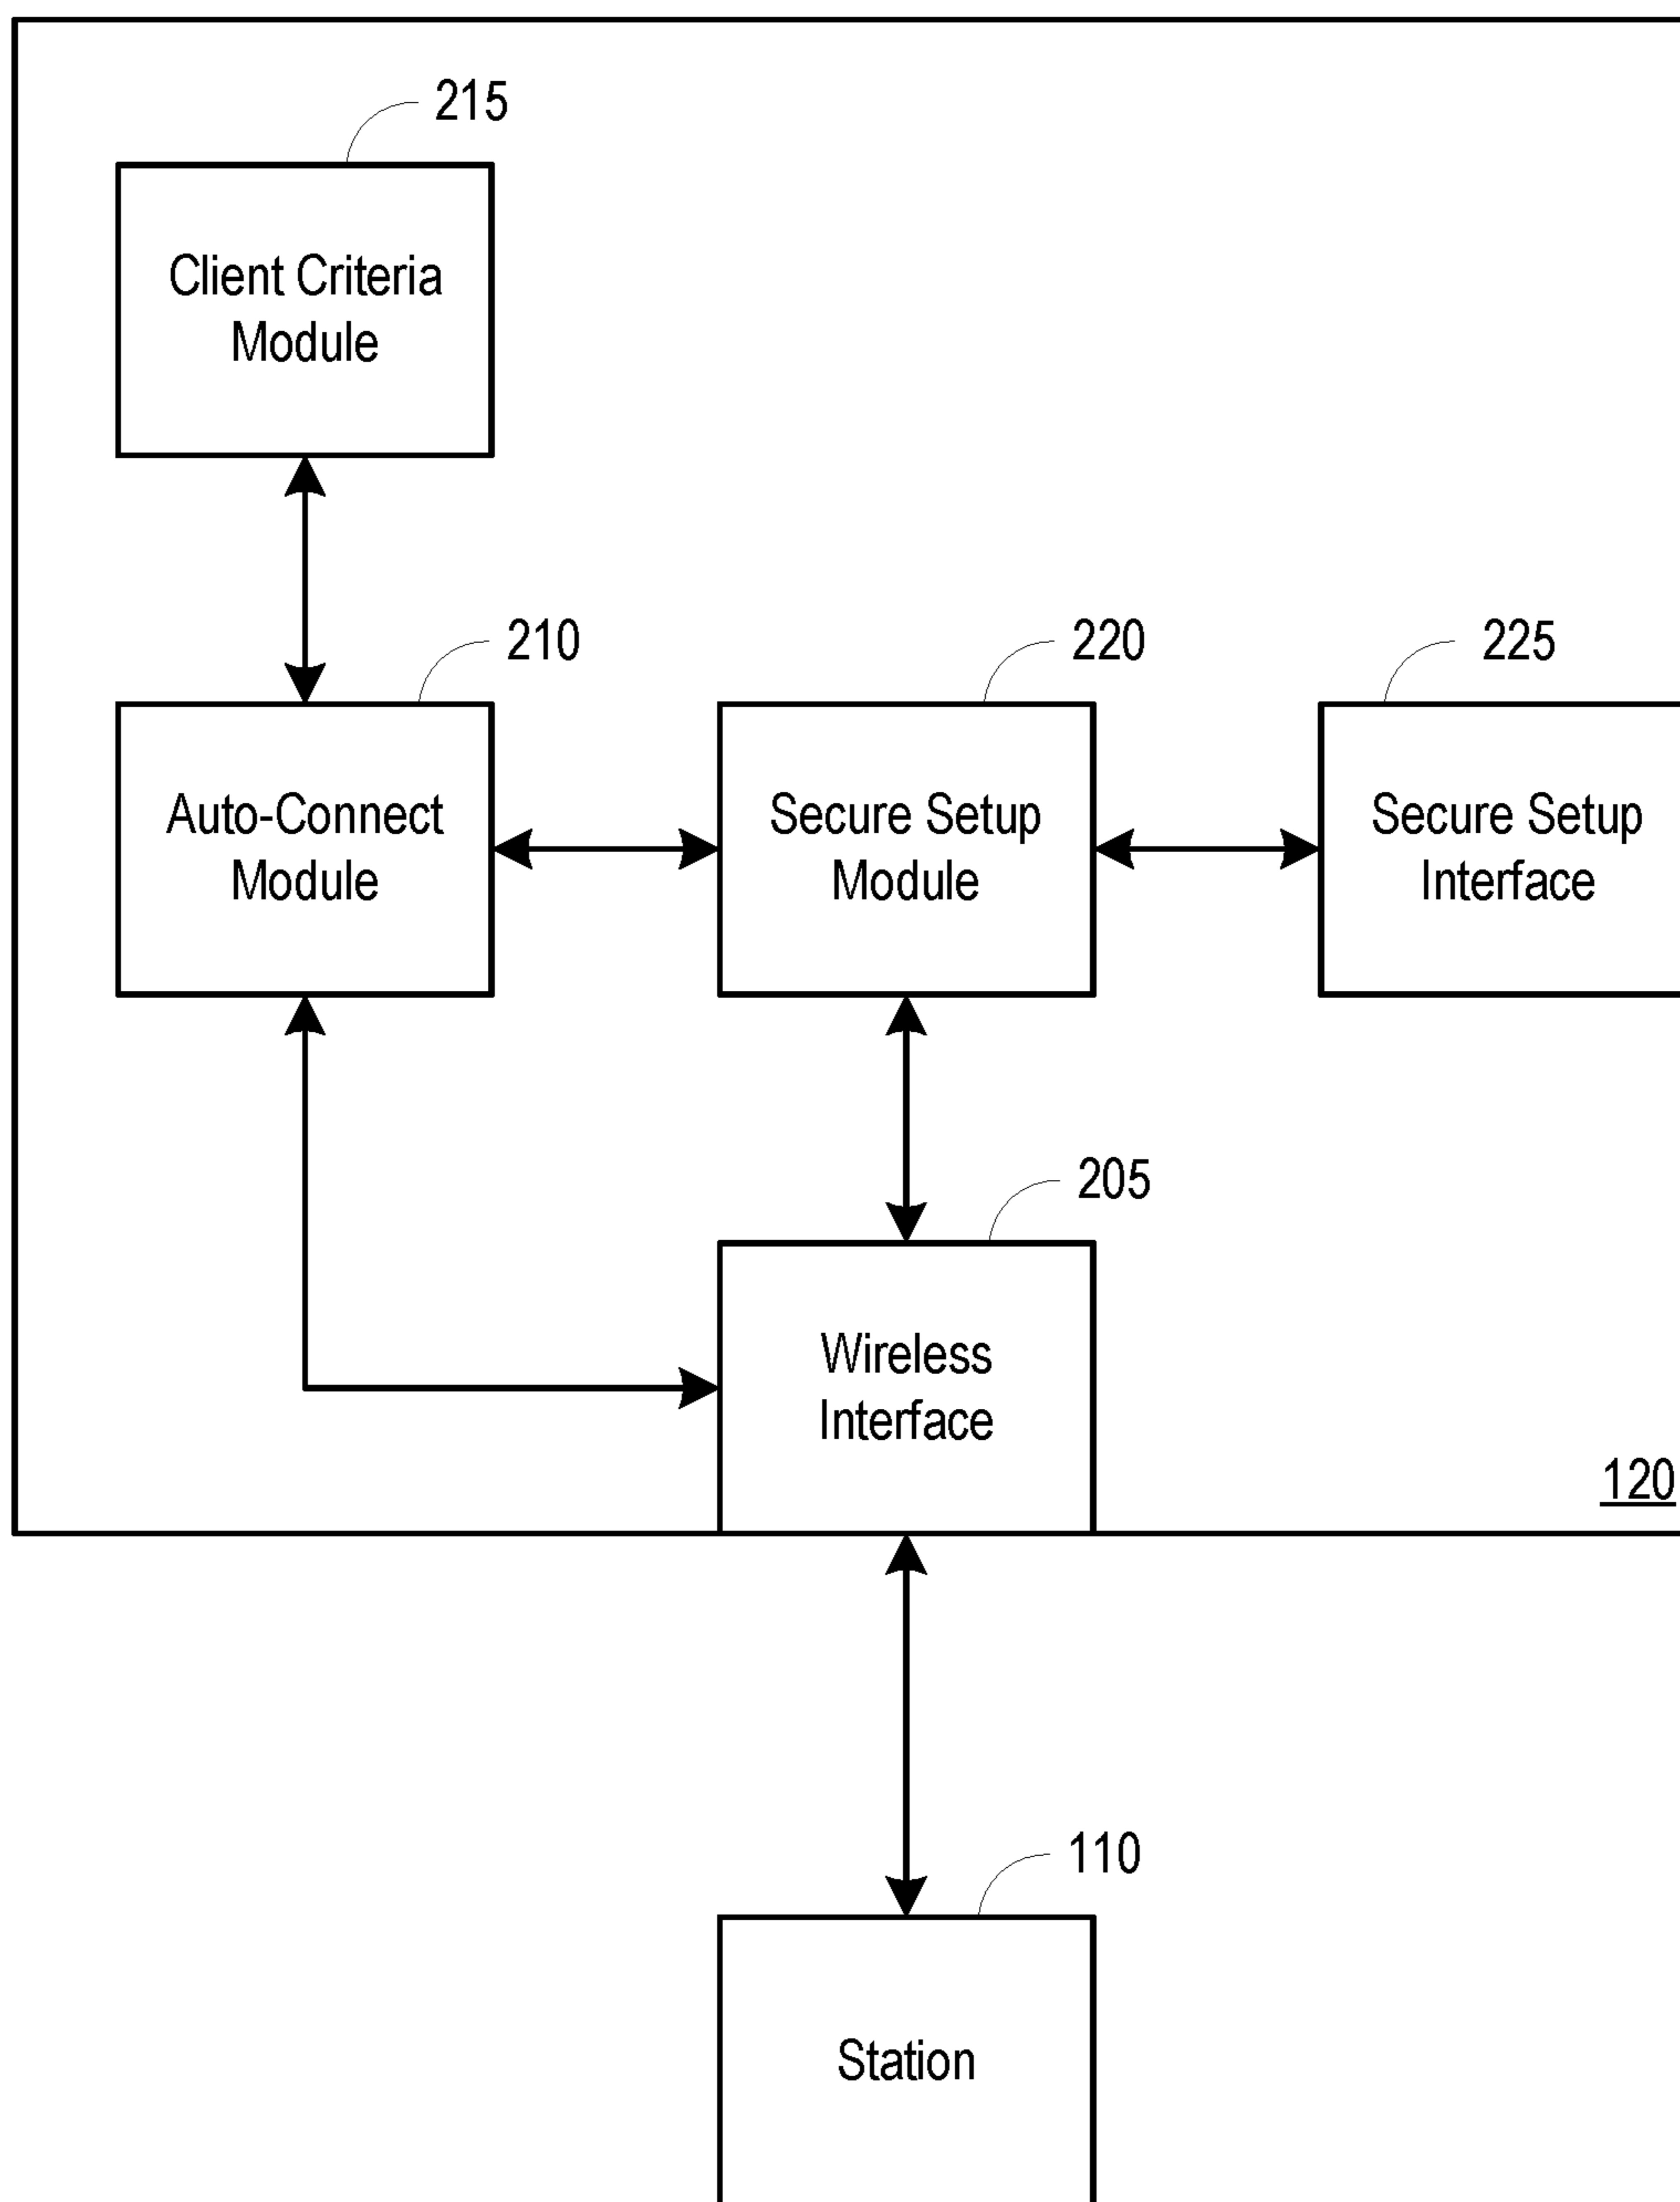 215
Client Criteria
Module
210
220
225
Auto-Connect
Module
Secure Setup
Module
Secure Setup
Interface
205
Wireless
Interface
120
110
Station